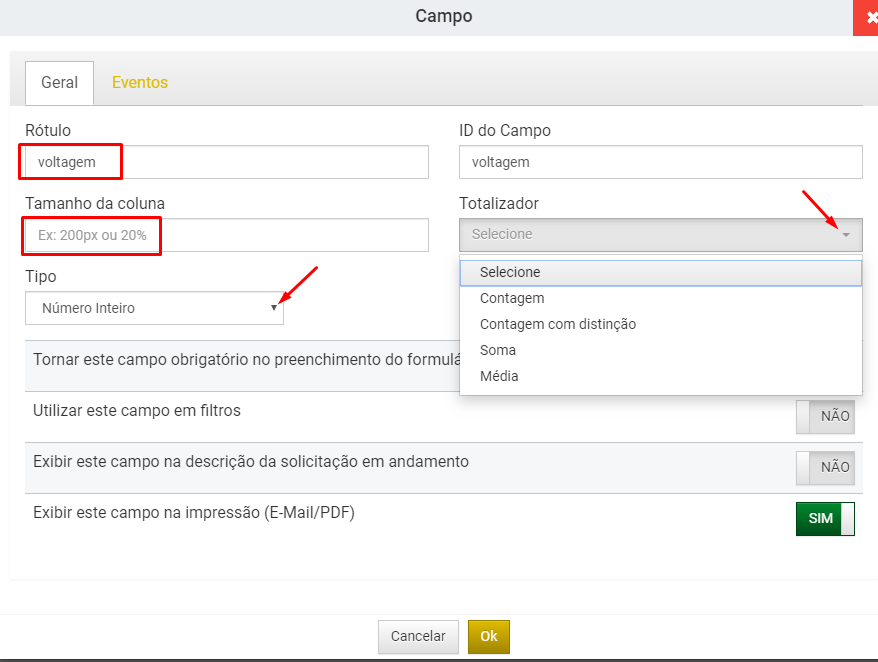 Campo
Geral
Eventos
Rótulo
ID do Campo
voltagem
voltagem
Tamanho da coluna
Totalizador
Ex: 200px ou 20%
Selecione
Tipo
Selecione
Número Inteiro
Contagem
Contagem com distinção
Soma
Média
Tornar este campo obrigatório no preenchimento do formulá
Utilizar este campo em filtros
NÃO
Exibir este campo na descrição da solicitação em andamento
NÃO
Exibir este campo na impressão (E-Mail/PDF)
SIM
Cancelar
Ok